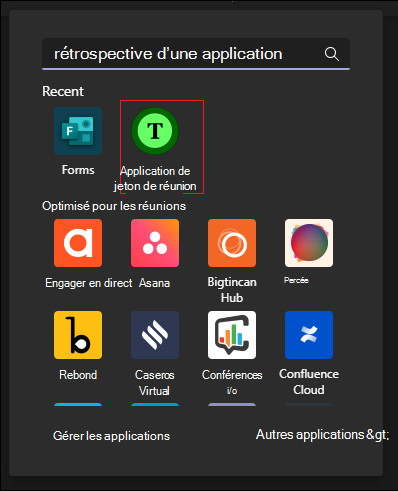 rétrospective d'une application
Recent
F
T
Forms
Application de
jeton de réunion
Optimisé pour les réunions
a
Engager en direct
Asana
Bigtincan
Hub
Percée
b
Rebond
Caseros
Virtual
Conférences
i/o
Confluence
Cloud
Gérer les applications
Autres applications &gt;